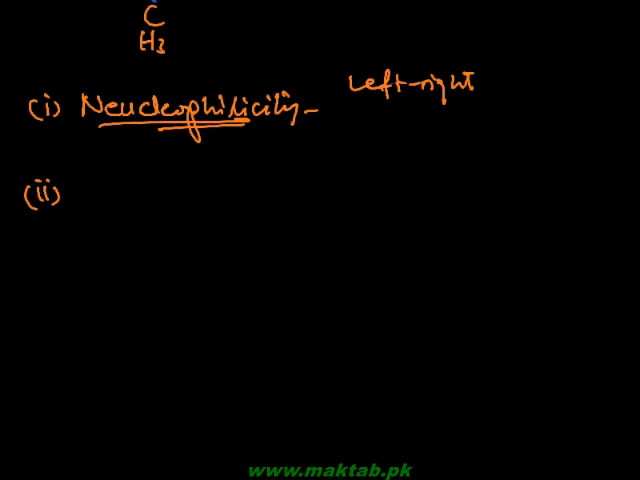 C
H3
Left-right
(i) Neucleophilicity-
(ii)
www.maktab.pk